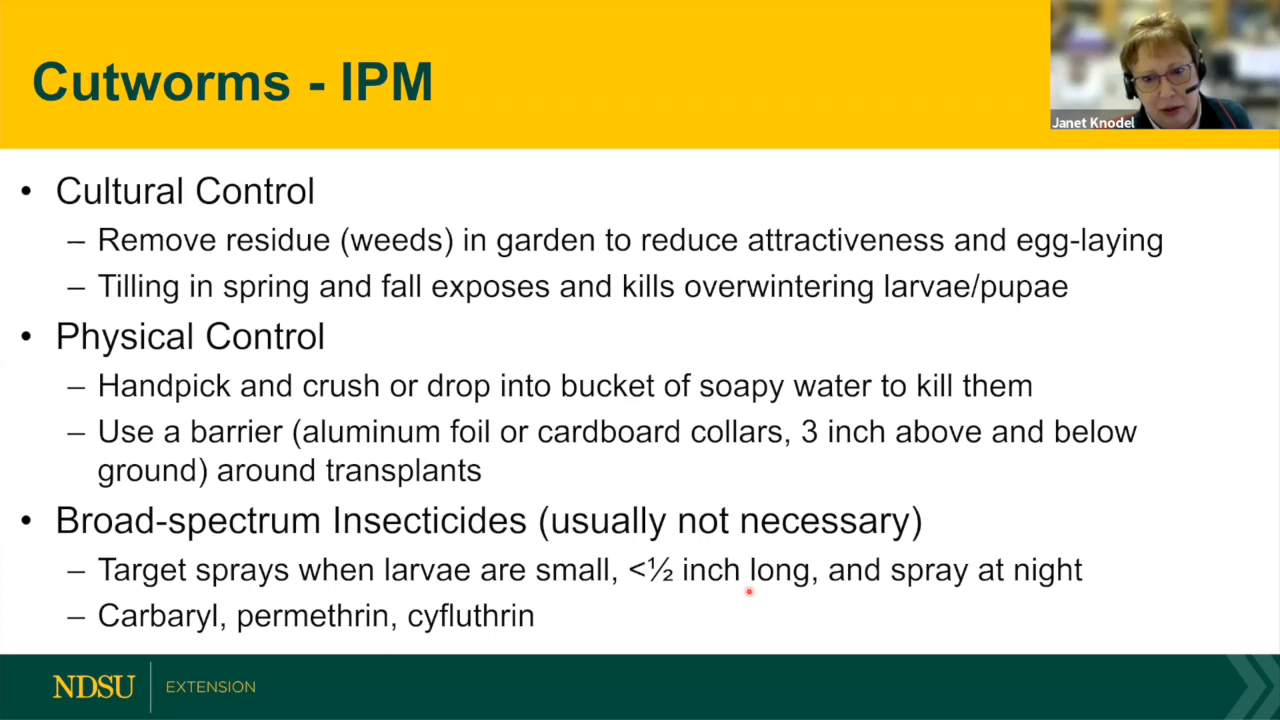 Cutworms - IPM
Janet Knodel
• Cultural Control
– Remove residue (weeds) in garden to reduce attractiveness and egg-laying
– Tilling in spring and fall exposes and kills overwintering larvae/pupae
• Physical Control
– Handpick and crush or drop into bucket of soapy water to kill them
– Use a barrier (aluminum foil or cardboard collars, 3 inch above and below
ground) around transplants
• Broad-spectrum Insecticides (usually not necessary)
– Target sprays when larvae are small, <½ inch long, and spray at night
– Carbaryl, permethrin, cyfluthrin
NDSU EXTENSION